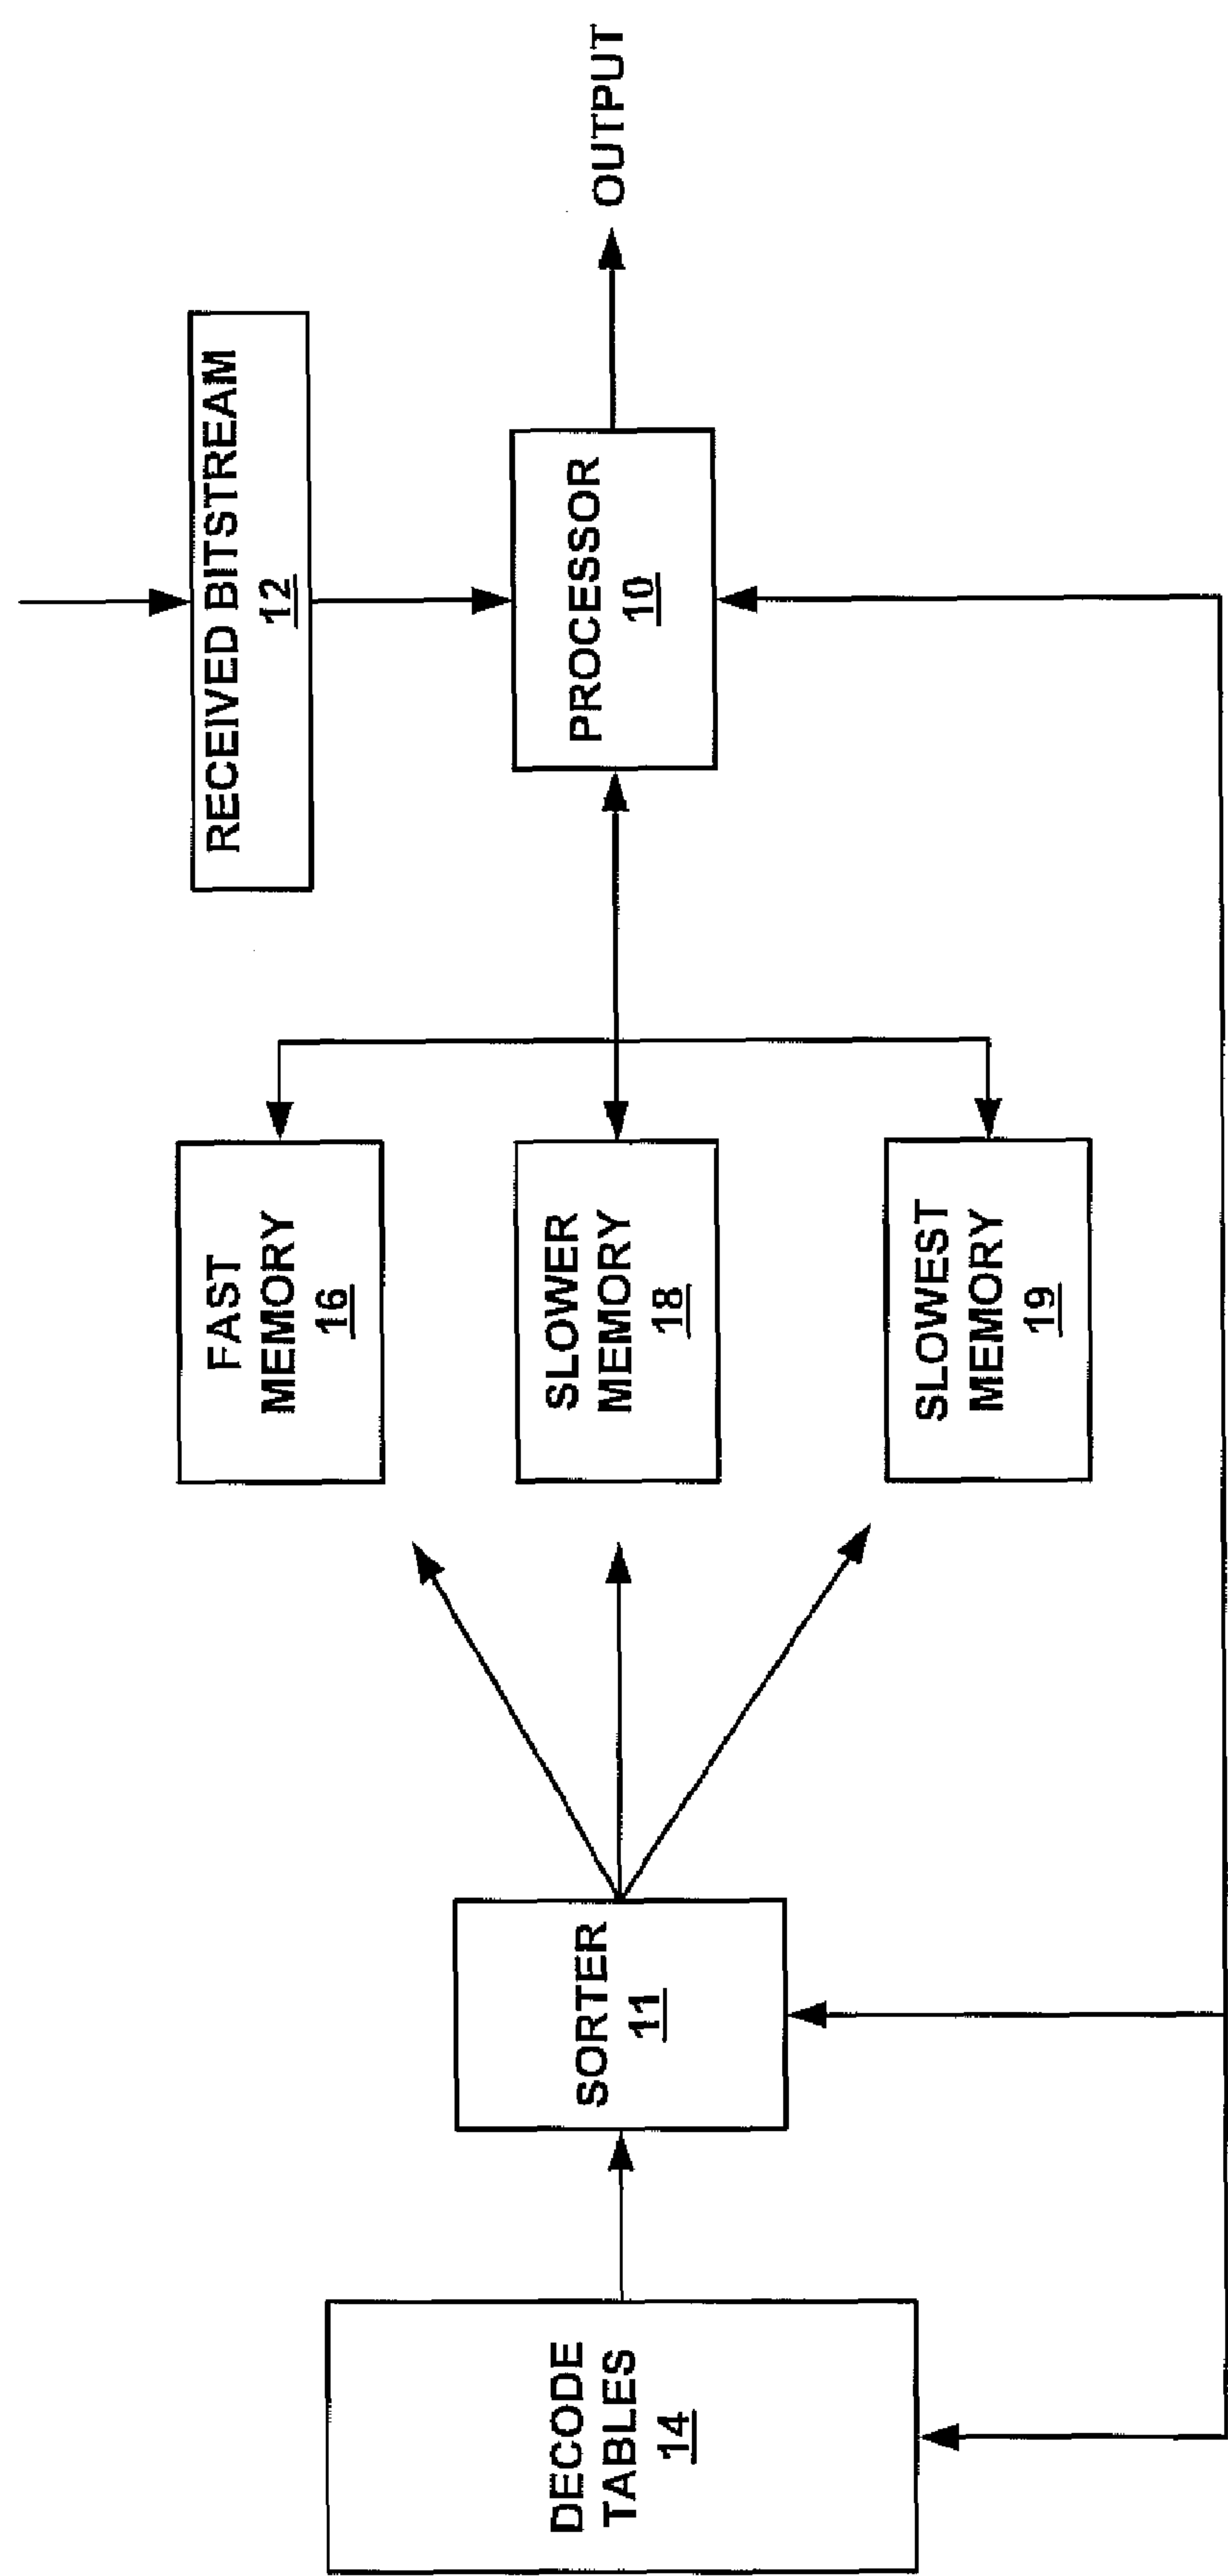 DECODE
TABLES
14
SORTER
11
FAST
MEMORY
16
SLOWER
MEMORY
18
SLOWEST
MEMORY
19
RECEIVED BITSTREAM
12
PROCESSOR
10
OUTPUT